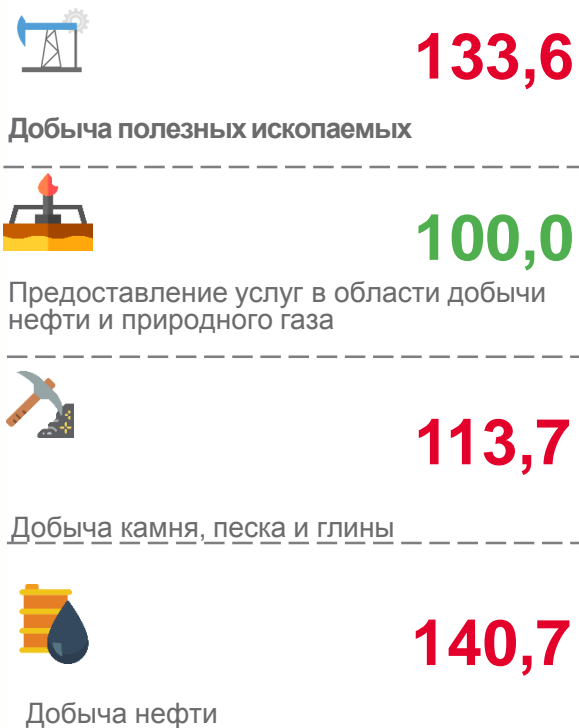 133,6
Добыча полезных ископаемых
100,0
Предоставление услуг в области добычи
нефти и природного газа
113,7
Добыча камня, песка и глины
140,7
Добыча нефти